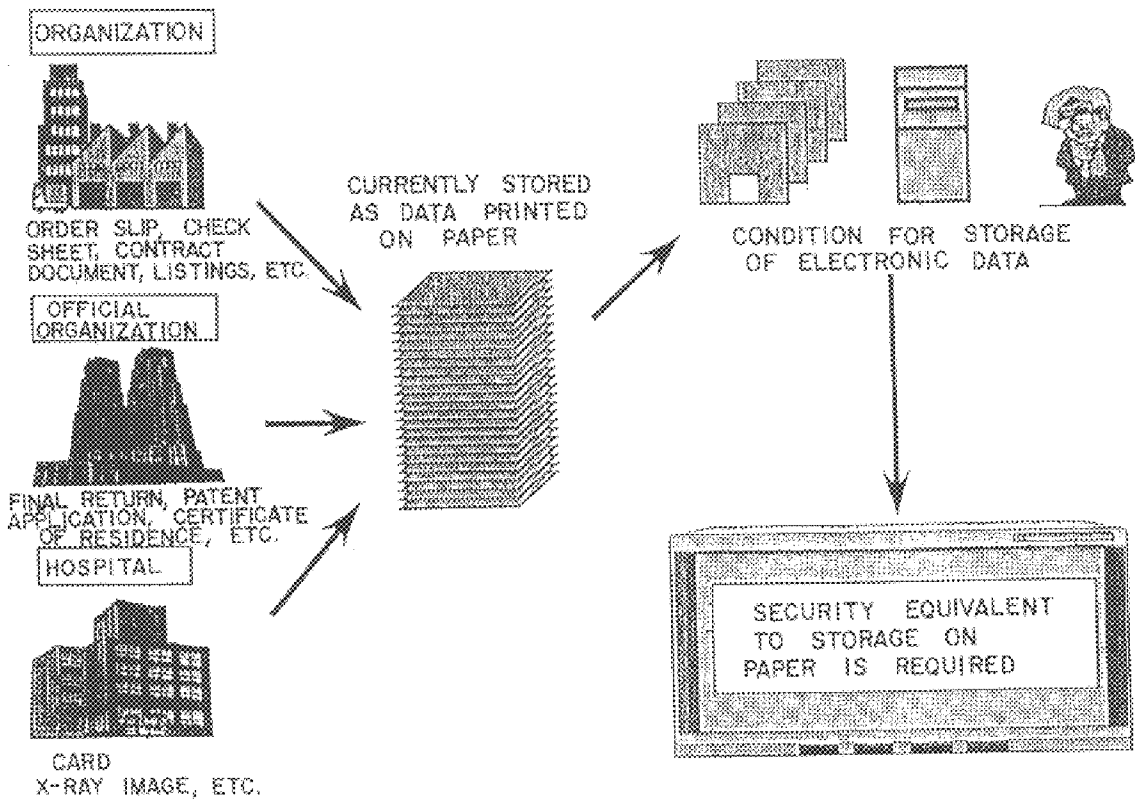 ORGANIZATION
ORDER SLIP, CHECK
SHEET, CONTRACT
DOCUMENT, LISTINGS, ETC.
OFFICIAL
ORGANIZATION
FINAL RETURN, PATENT
APPLICATION, CERTIFICATE
OF RESIDENCE, ETC.
HOSPITAL
CARD
X-RAY IMAGE, ETC.
CURRENTLY STORED
AS DATA PRINTED
ON PAPER
CONDITION FOR STORAGE
OF ELECTRONIC DATA
SECURITY EQUIVALENT
TO STORAGE ON
PAPER IS REQUIRED